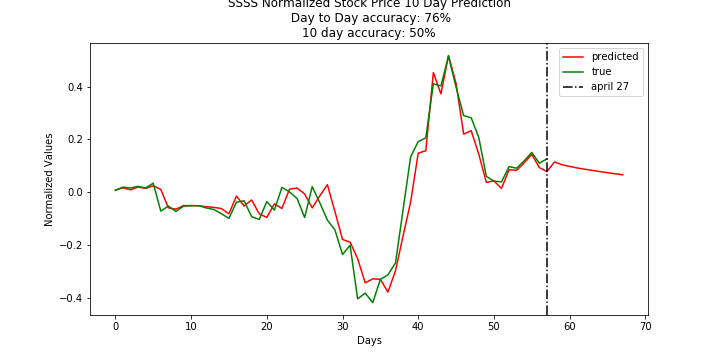 SSSS Normalized Stock Price 10 Day Prediction
Day to Day accuracy: 76%
10 day accuracy: 50%
predicted
true
april 27
Normalized Values
0.4
0.2
0.0
−0.2
−0.4
0 10 20 30 40 50 60 70
Days